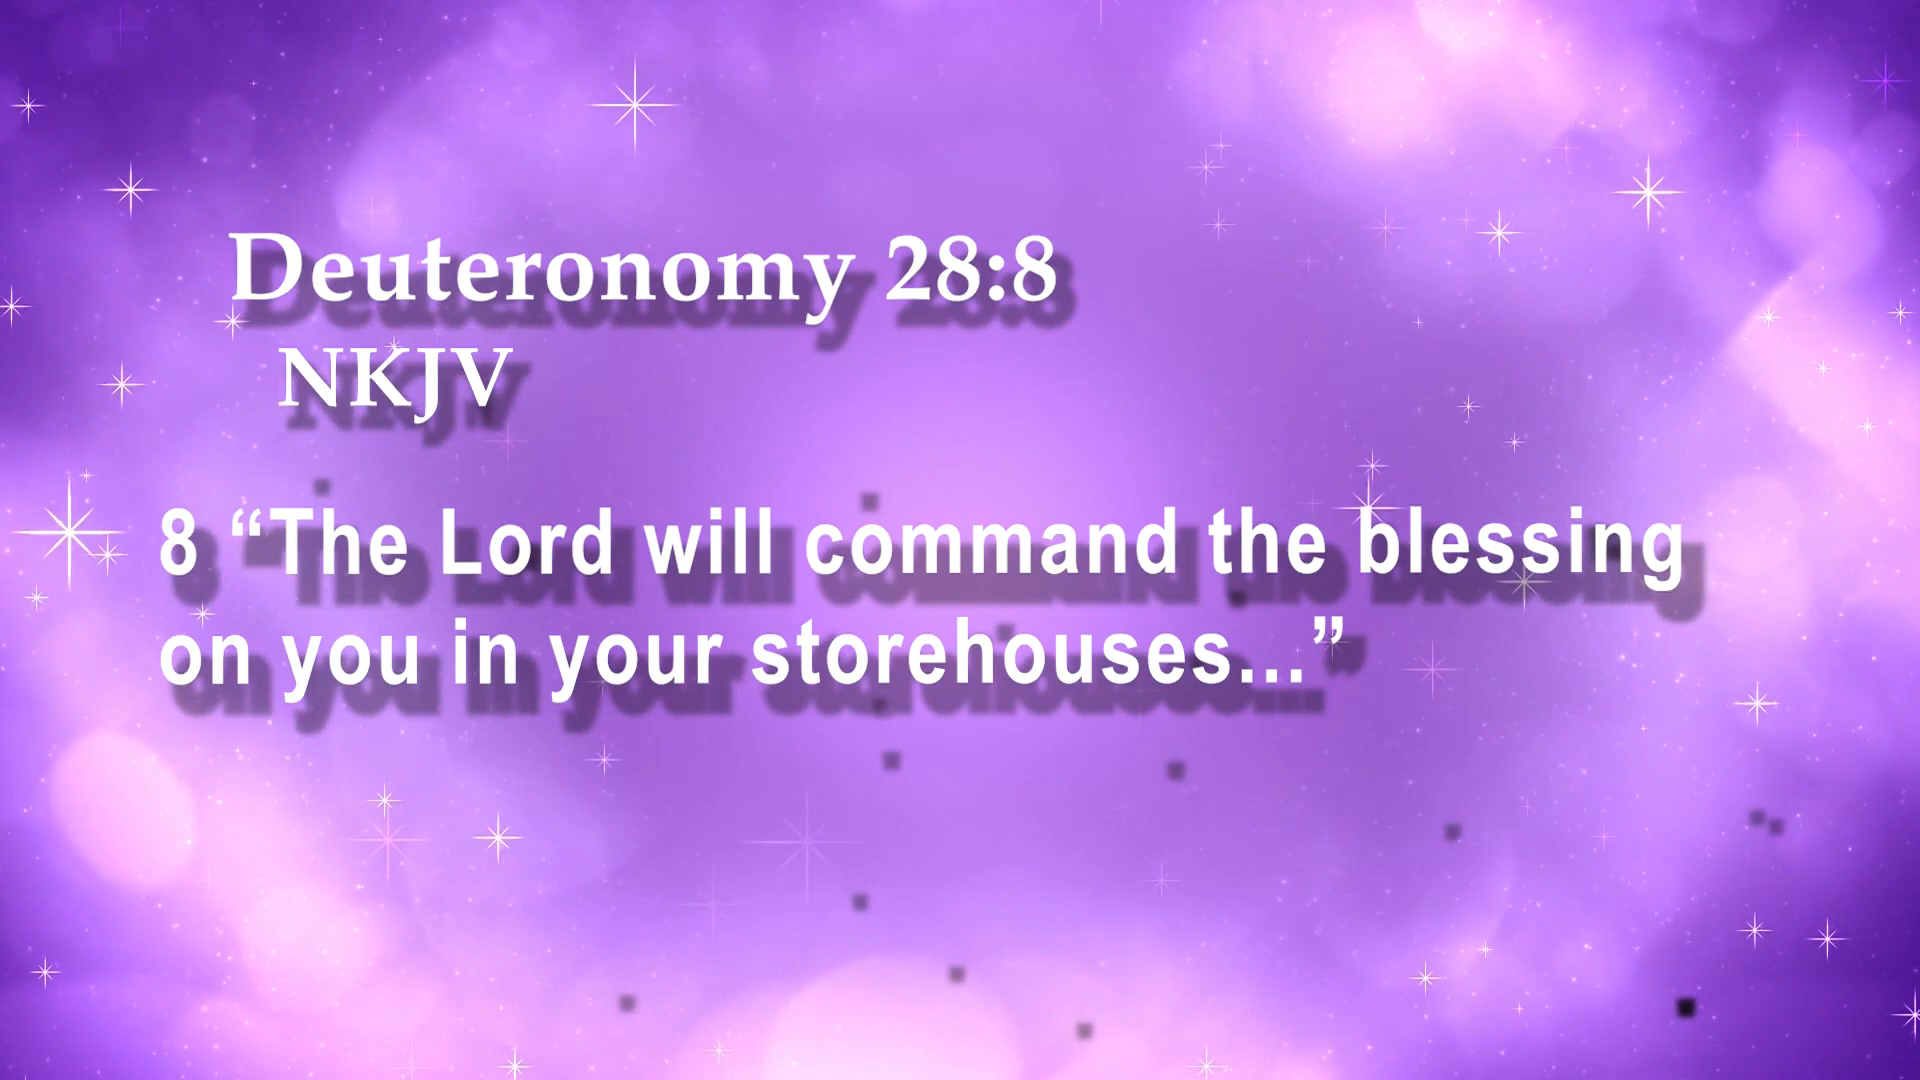 Deuteronomy 28:8
NKJV
8 “The Lord will command the blessing
on you in your storehouses...”